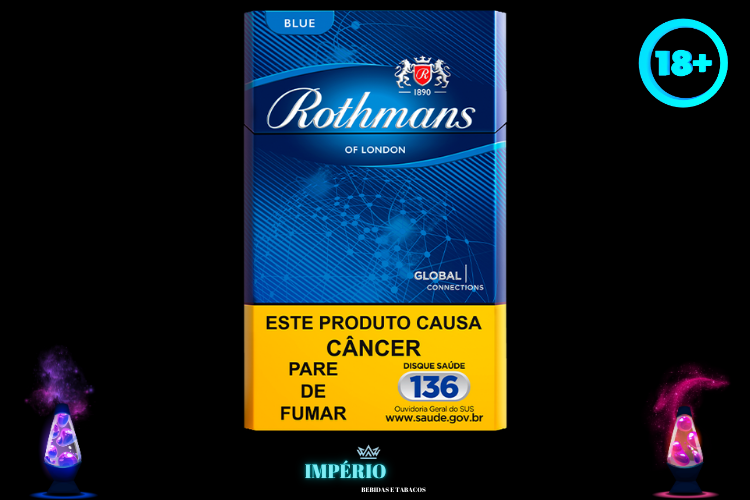 BLUE
18+
R
1890
Rothmans
OF LONDON
GLOBAL
CONNECTIONS
ESTE PRODUTO CAUSA
CÂNCER
PARE
DE
FUMAR
DISQUE SAÚDE
136
Ouvidoria Geral do SUS
www.saude.gov.br
IMPÉRIO
BEBIDAS E TABACOS